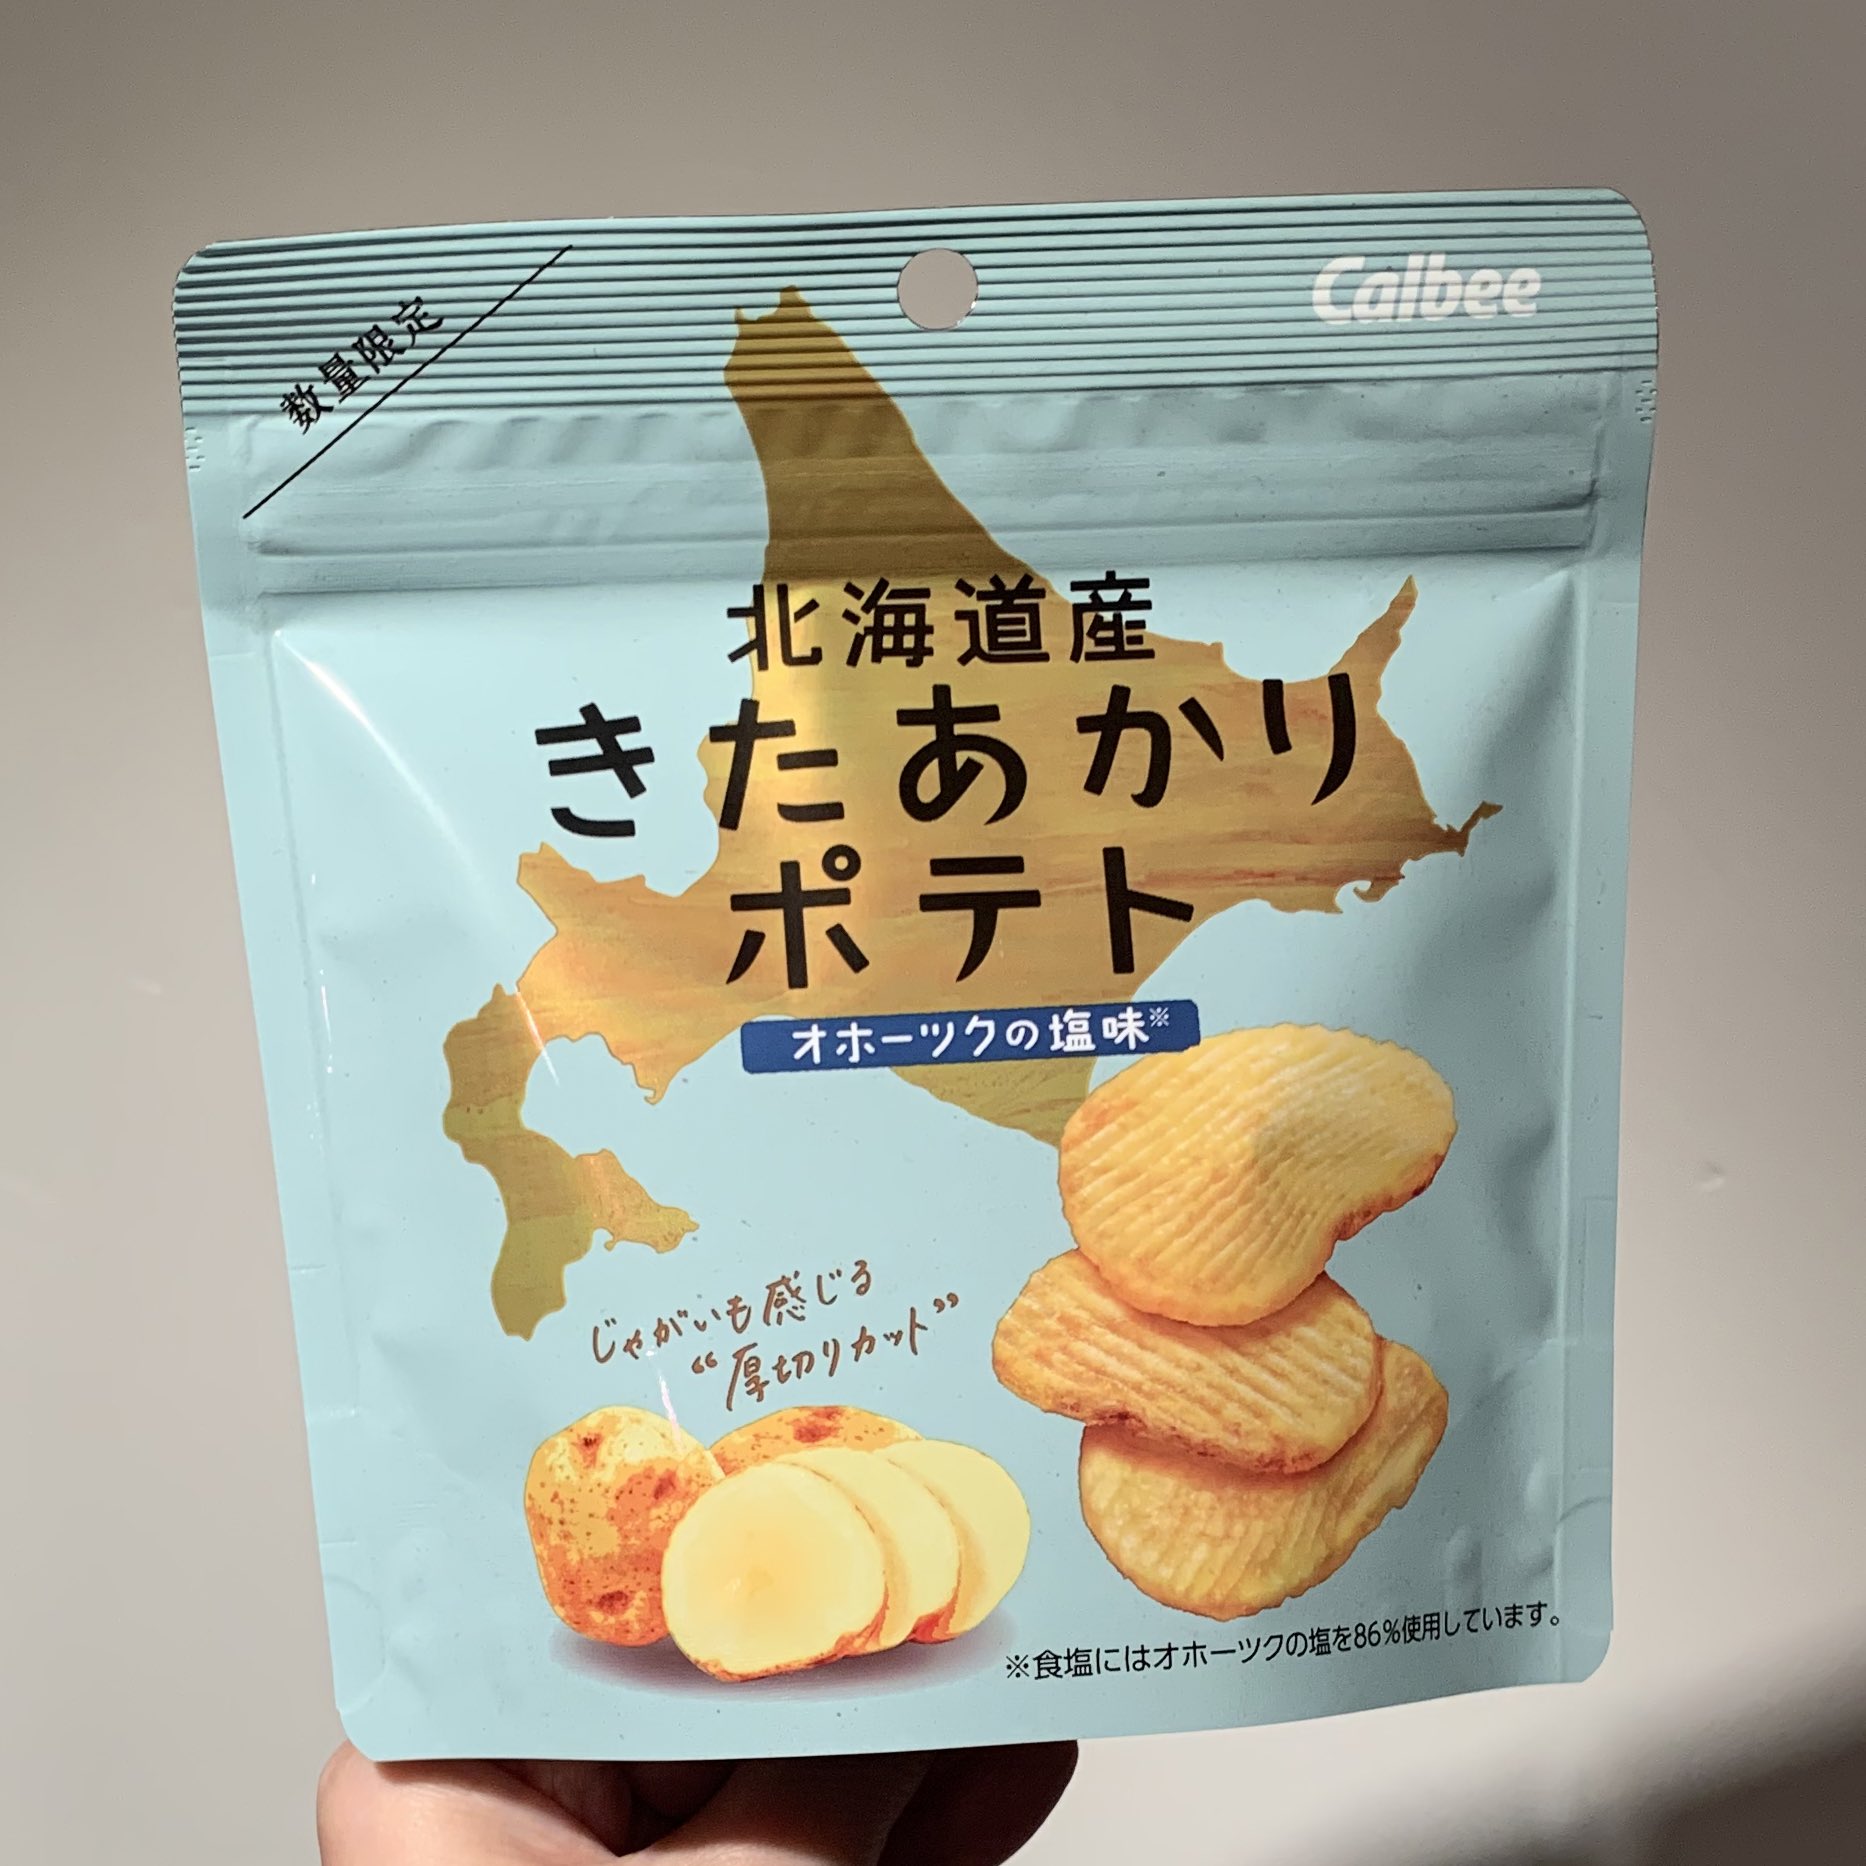 数量限定
Calbee
北海道産
きたあかり
ポテト
オホーツクの塩味※
じゃがいも感じる
“厚切りカット”
※食塩にはオホーツクの塩を86%使用しています。